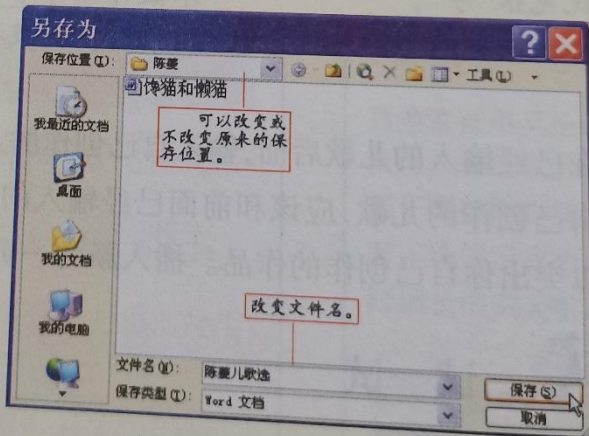 另存为
保存位置(I): 陈菱 工具(L)
馋猫和懒猫
可以改变或
不改变原来的保
存位置。
我最近的文档
桌面
我的文档
我的电脑
改变文件名。
文件名(N): 陈菱儿歌选
保存类型(T): Word 文档
保存(S)
取消